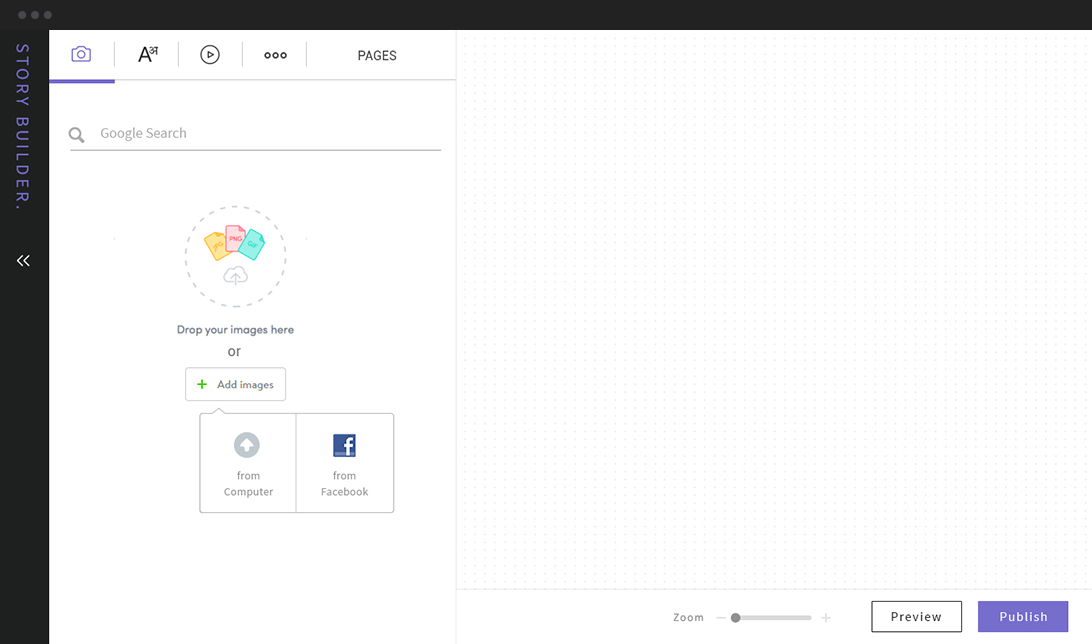 STORY BUILDER.
Aअ
PAGES
Google Search
JPG
PNG
GIF
Drop your images here
or
+ Add images
from
Computer
f
from
Facebook
Zoom
Preview
Publish